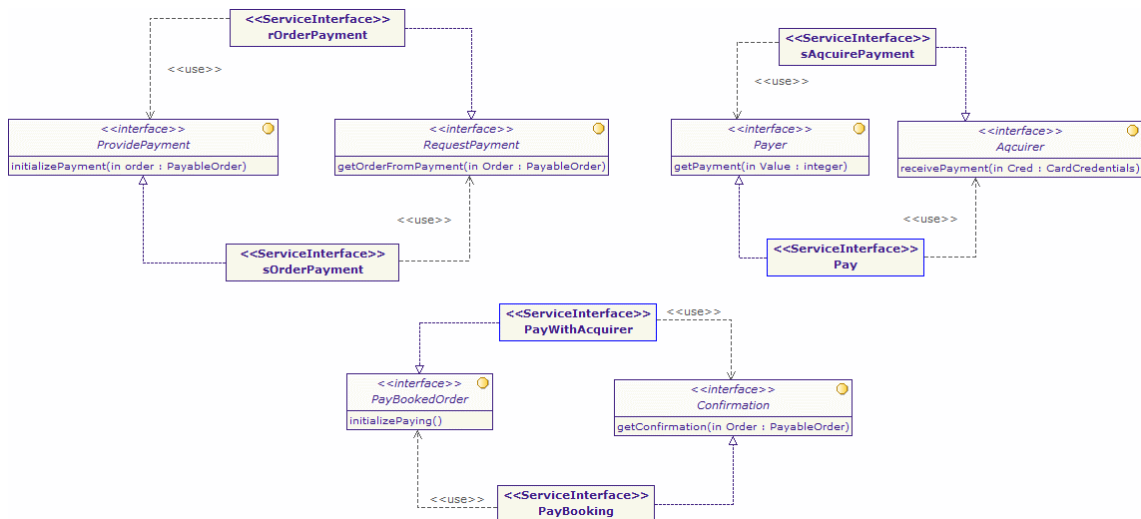 <<ServiceInterface>>
rOrderPayment
<<use>>
<<interface>>
ProvidePayment
initializePayment(in order : PayableOrder)
<<interface>>
RequestPayment
getOrderFromPayment(in Order : PayableOrder)
<<use>>
<<ServiceInterface>>
sOrderPayment
<<ServiceInterface>>
sAqcuirePayment
<<use>>
<<interface>>
Payer
getPayment(in Value : integer)
<<interface>>
Aqcuirer
receivePayment(in Cred : CardCredentials)
<<use>>
<<ServiceInterface>>
Pay
<<ServiceInterface>>
PayWithAcquirer
<<use>>
<<interface>>
PayBookedOrder
initializePaying()
<<interface>>
Confirmation
getConfirmation(in Order : PayableOrder)
<<use>>
<<ServiceInterface>>
PayBooking